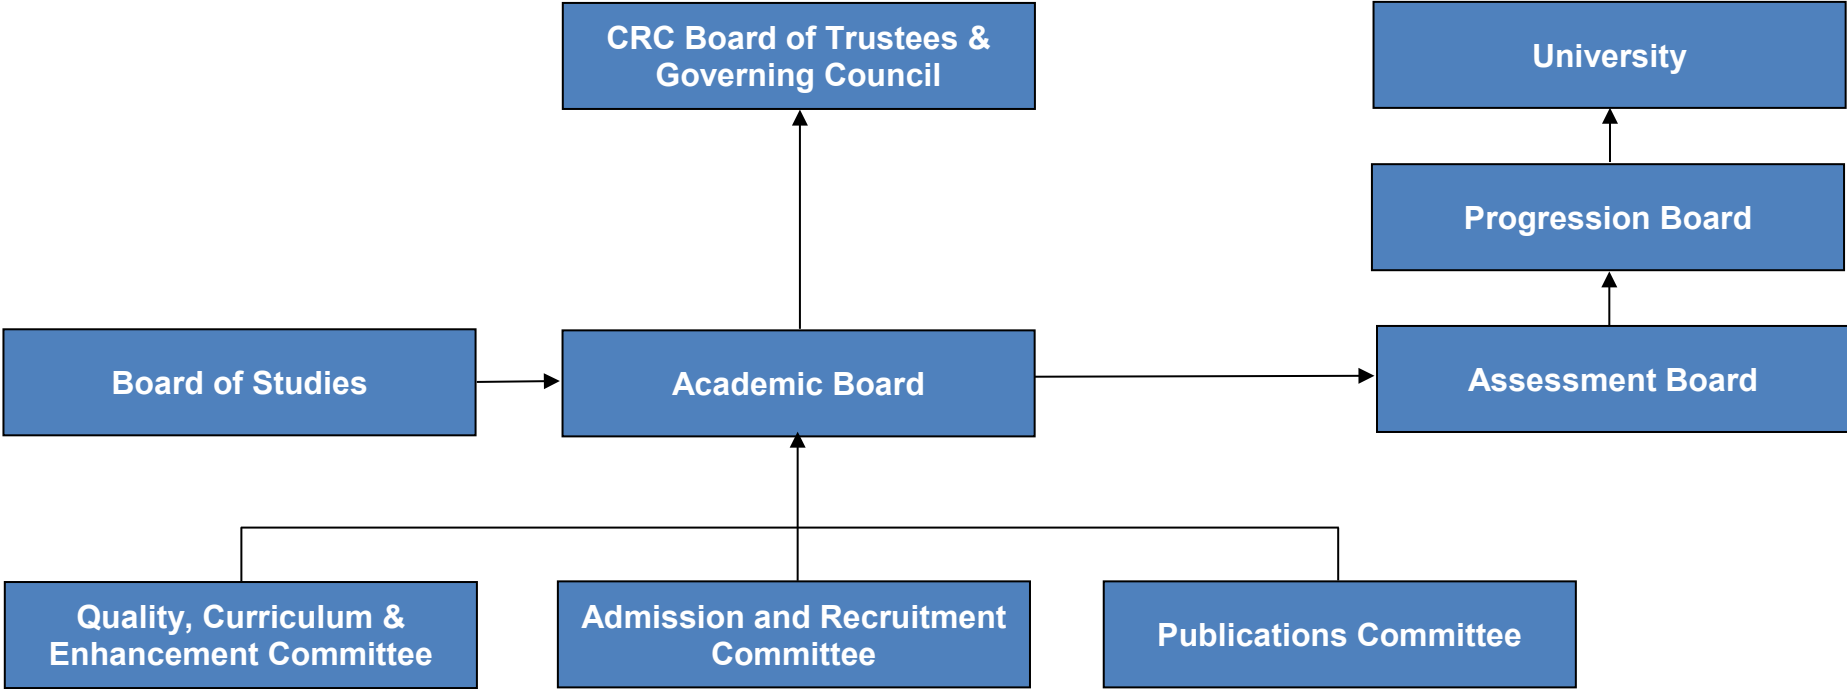 CRC Board of Trustees &
Governing Council
University
Progression Board
Board of Studies
Academic Board
Assessment Board
Quality, Curriculum &
Enhancement Committee
Admission and Recruitment
Committee
Publications Committee